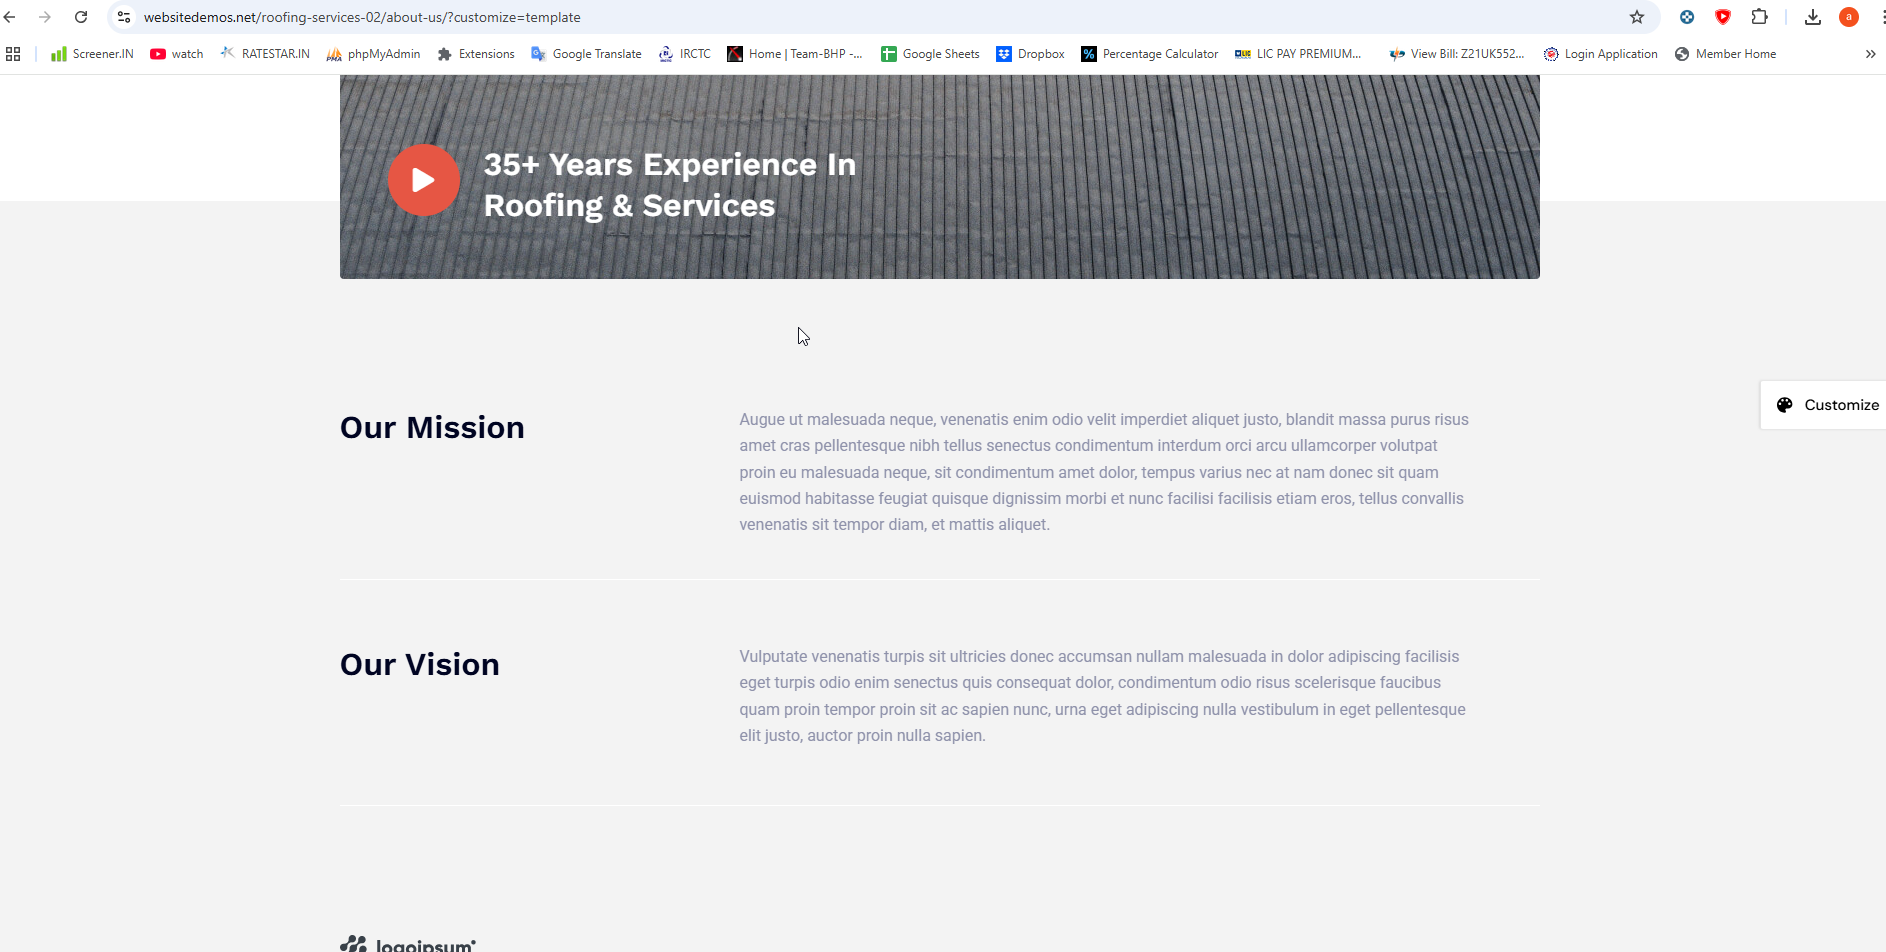 websitedemos.net/roofing-services-02/about-us/?customize=template
a
Screener.IN watch RATESTAR.IN phpMyAdmin Extensions Google Translate IRCTC Home | Team-BHP -... Google Sheets Dropbox Percentage Calculator LIC PAY PREMIUM... View Bill: Z21UK552... Login Application Member Home
35+ Years Experience In
Roofing & Services
Customize
Our Mission
Augue ut malesuada neque, venenatis enim odio velit imperdiet aliquet justo, blandit massa purus risus
amet cras pellentesque nibh tellus senectus condimentum interdum orci arcu ullamcorper volutpat
proin eu malesuada neque, sit condimentum amet dolor, tempus varius nec at nam donec sit quam
euismod habitasse feugiat quisque dignissim morbi et nunc facilisi facilisis etiam eros, tellus convallis
venenatis sit tempor diam, et mattis aliquet.
Our Vision
Vulputate venenatis turpis sit ultricies donec accumsan nullam malesuada in dolor adipiscing facilisis
eget turpis odio enim senectus quis consequat dolor, condimentum odio risus scelerisque faucibus
quam proin tempor proin sit ac sapien nunc, urna eget adipiscing nulla vestibulum in eget pellentesque
elit justo, auctor proin nulla sapien.
logoipsum